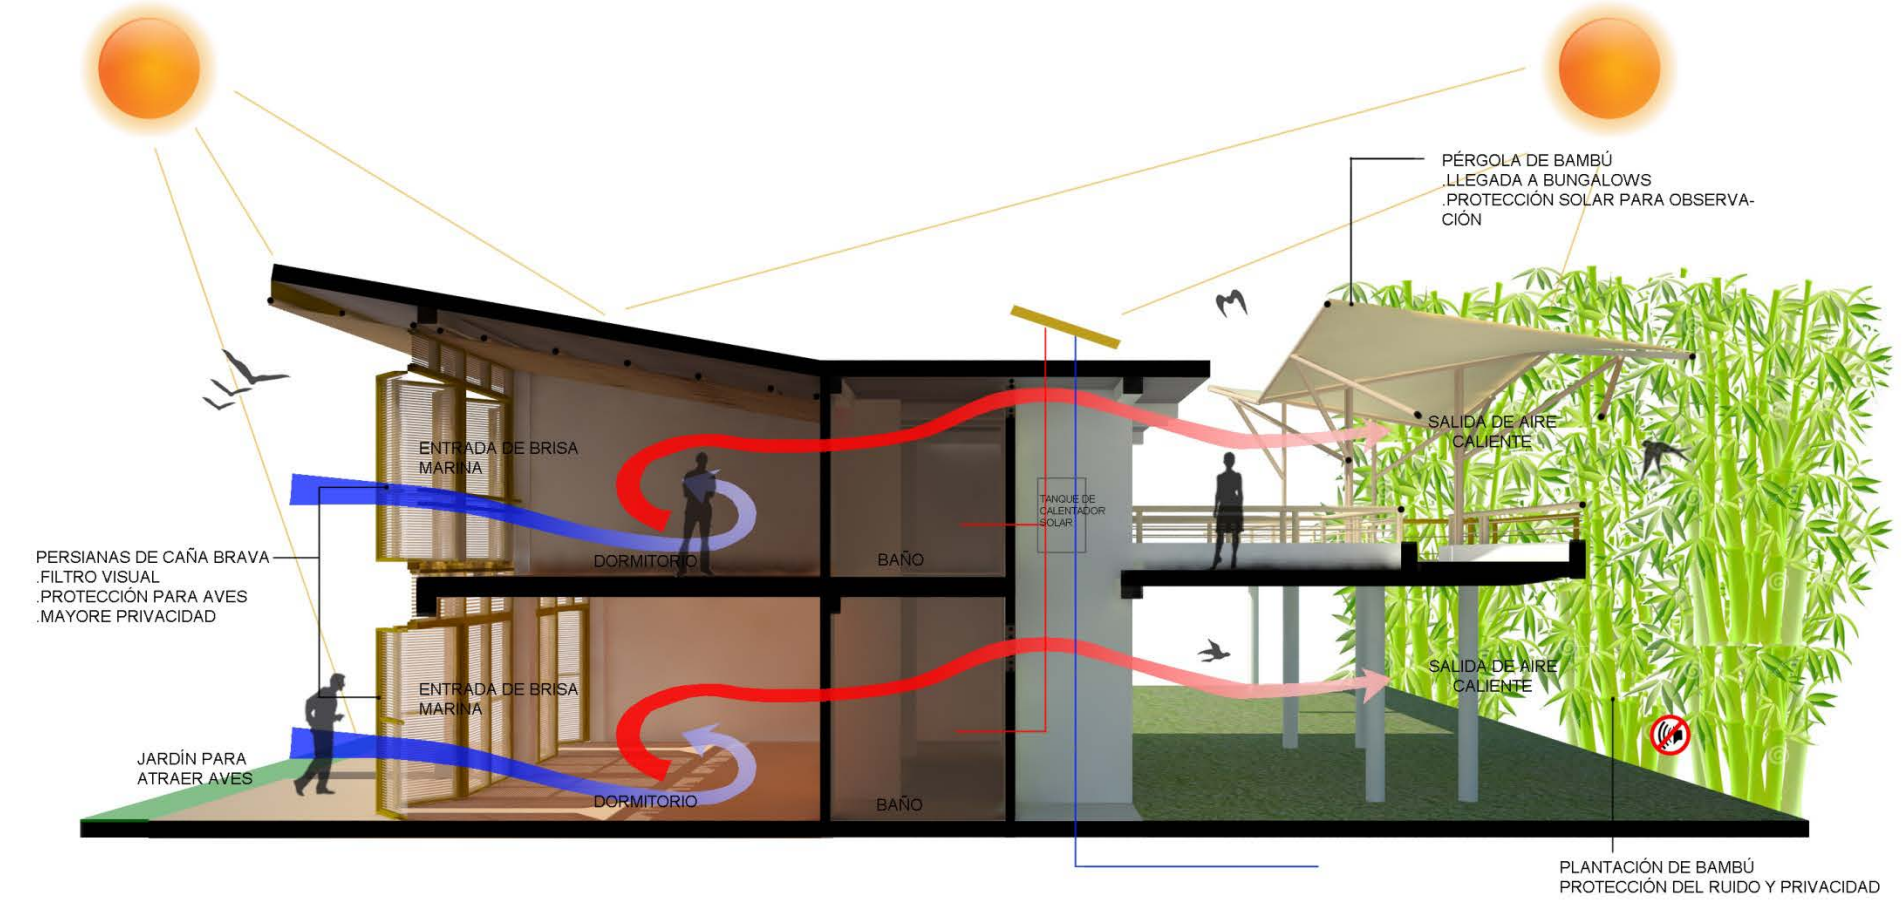 PÉRGOLA DE BAMBÚ
.LLEGADA A BUNGALOWS
.PROTECCIÓN SOLAR PARA OBSERVA-
CIÓN
ENTRADA DE BRISA
MARINA
SALIDA DE AIRE
CALIENTE
TANQUE DE
CALENTADOR
SOLAR
DORMITORIO
BAÑO
PERSIANAS DE CAÑA BRAVA
.FILTRO VISUAL
.PROTECCIÓN PARA AVES
.MAYORE PRIVACIDAD
ENTRADA DE BRISA
MARINA
SALIDA DE AIRE
CALIENTE
JARDÍN PARA
ATRAER AVES
DORMITORIO
BAÑO
PLANTACIÓN DE BAMBÚ
PROTECCIÓN DEL RUIDO Y PRIVACIDAD